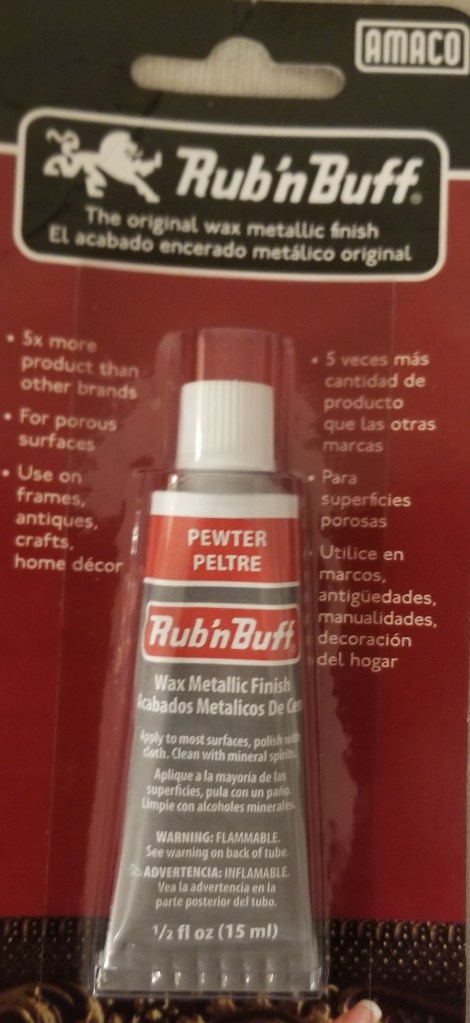 AMACO
Rub'n Buff®
The original wax metallic finish
El acabado encerado metálico original
• 5x more
product than
other brands
• For porous
surfaces
• Use on
frames,
antiques,
crafts,
home décor
• 5 veces más
cantidad de
producto
que las otras
marcas
• Para
superficies
porosas
• Utilice en
marcos,
antigüedades,
manualidades,
decoración
del hogar
PEWTER
PELTRE
Rub'n Buff
Wax Metallic Finish
Acabados Metalicos De
Apply to most surfaces, polish
cloth. Clean with mineral spirits.
Aplique a la mayoría de las
superficies, pula con un paño.
Limpie con alcoholes minerales.
WARNING: FLAMMABLE.
See warning on back of tube.
ADVERTENCIA: INFLAMABLE.
Vea la advertencia en la
parte posterior del tubo.
1/2 fl oz (15 ml)